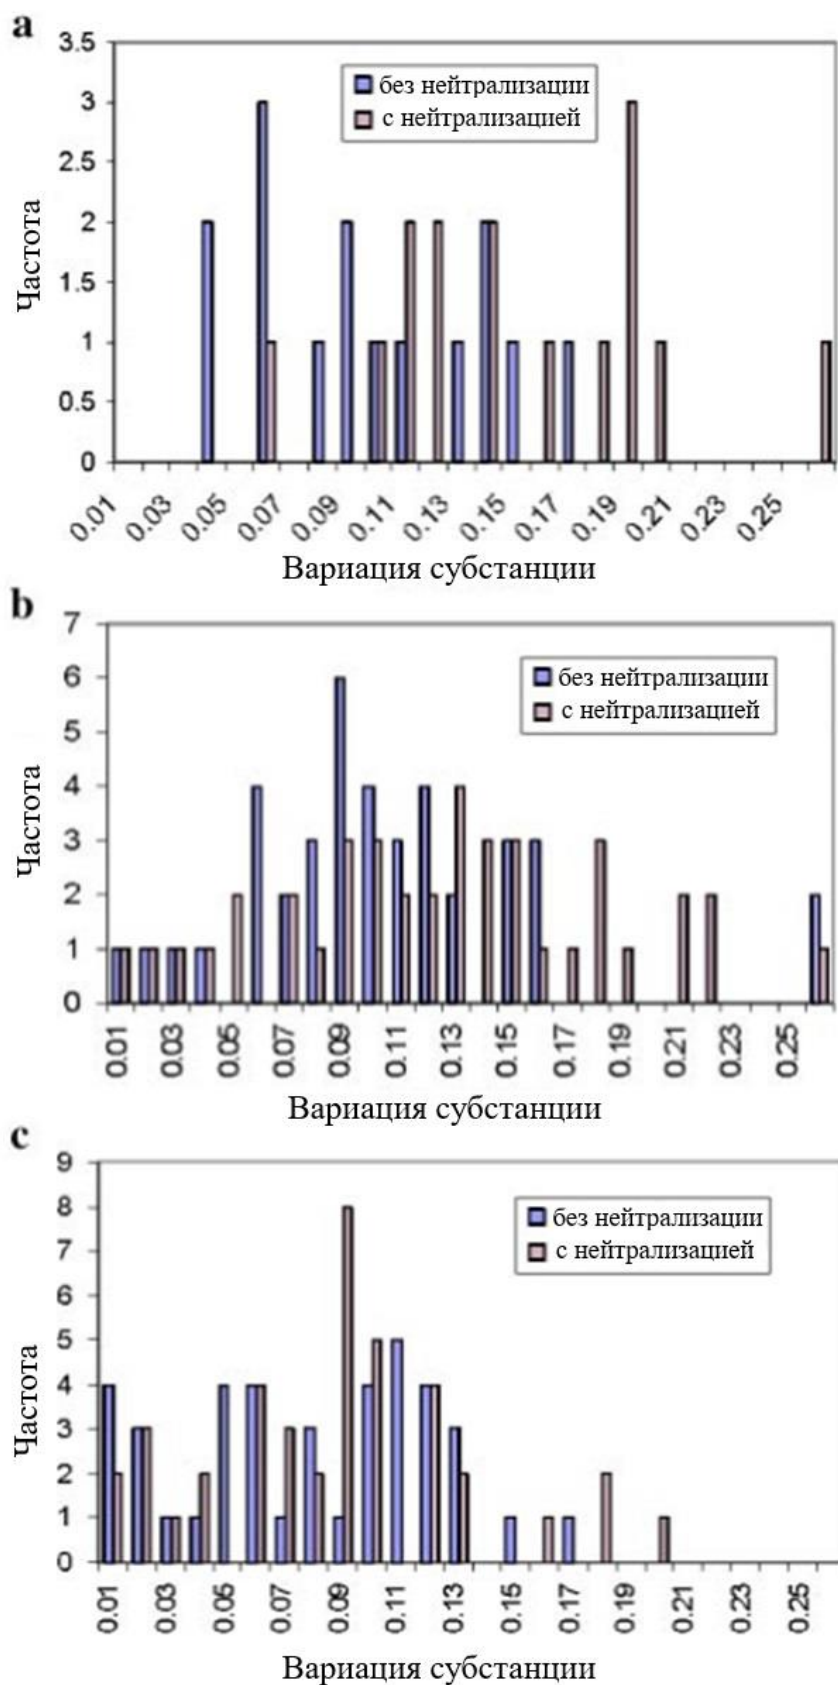 a
3.5
3
2.5
2
1.5
1
0.5
0
Частота
без нейтрализации
с нейтрализацией
0.01 0.03 0.05 0.07 0.09 0.11 0.13 0.15 0.17 0.19 0.21 0.23 0.25
Вариация субстанции
b
7
6
5
4
3
2
1
0
Частота
без нейтрализации
с нейтрализацией
0.01 0.03 0.05 0.07 0.09 0.11 0.13 0.15 0.17 0.19 0.21 0.23 0.25
Вариация субстанции
c
9
8
7
6
5
4
3
2
1
0
Частота
без нейтрализации
с нейтрализацией
0.01 0.03 0.05 0.07 0.09 0.11 0.13 0.15 0.17 0.19 0.21 0.23 0.25
Вариация субстанции